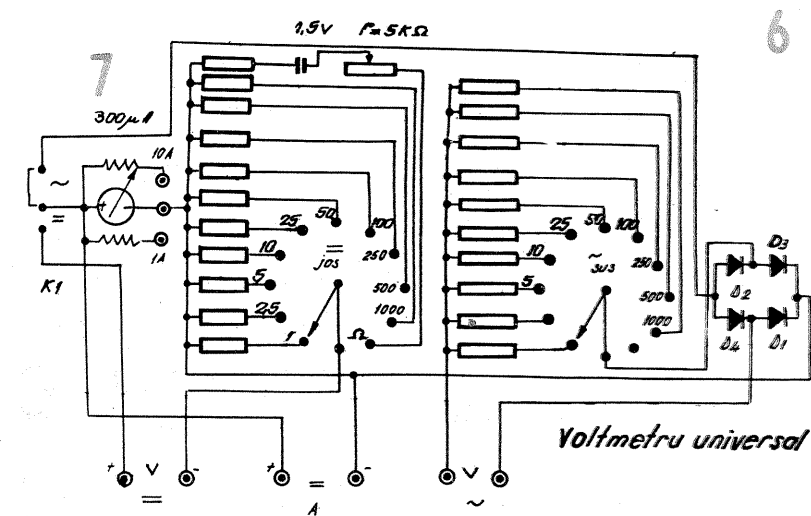 1,5V P=5KΩ
6
7
300µA
10A
~
+ -
=
1A
K1
25
50
100
10
=
jos
250
5
500
2,5
1000
1
Ω
25
50
100
10
~
sus
250
5
500
1000
D3
D2
D4
D1
Voltmetru universal
+ V -
=
+ = -
A
V
~